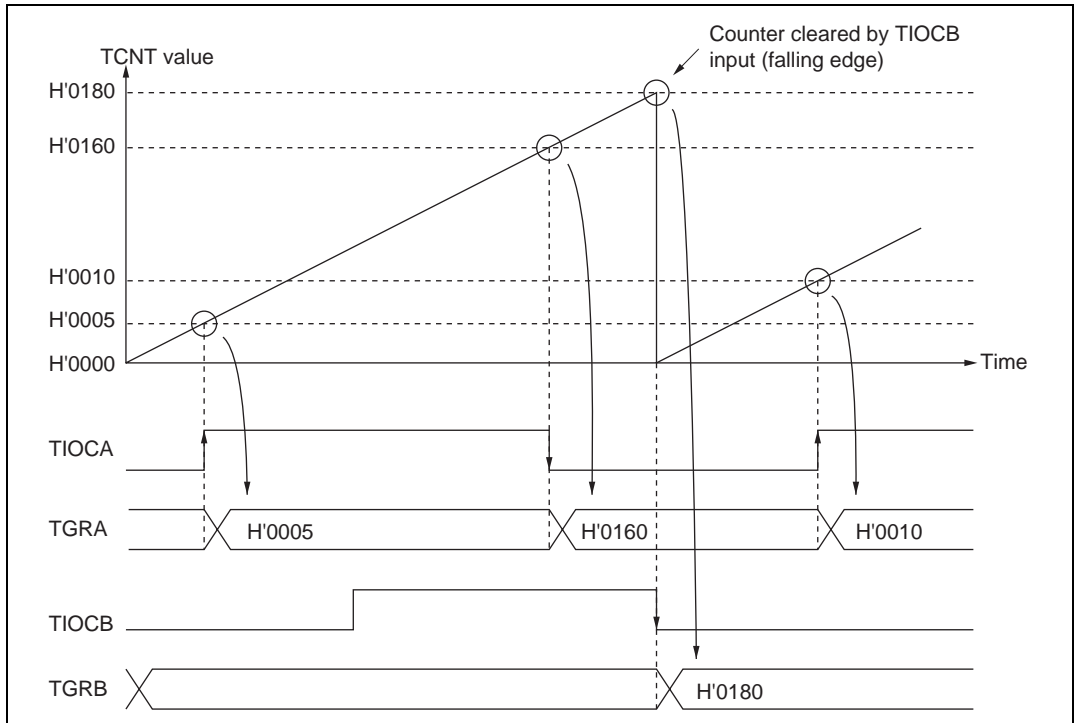 Counter cleared by TIOCB
input (falling edge)
TCNT value
H'0180
H'0160
H'0010
H'0005
H'0000
Time
TIOCA
TGRA
H'0005
H'0160
H'0010
TIOCB
TGRB
H'0180